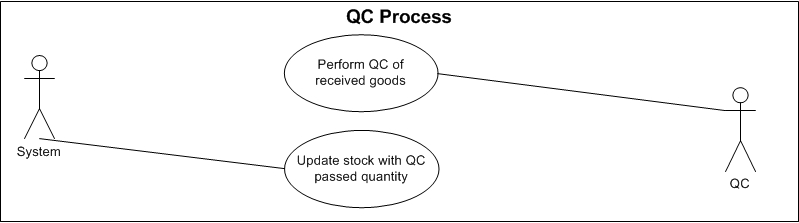 QC Process
Perform QC of
received goods
System
Update stock with QC
passed quantity
QC